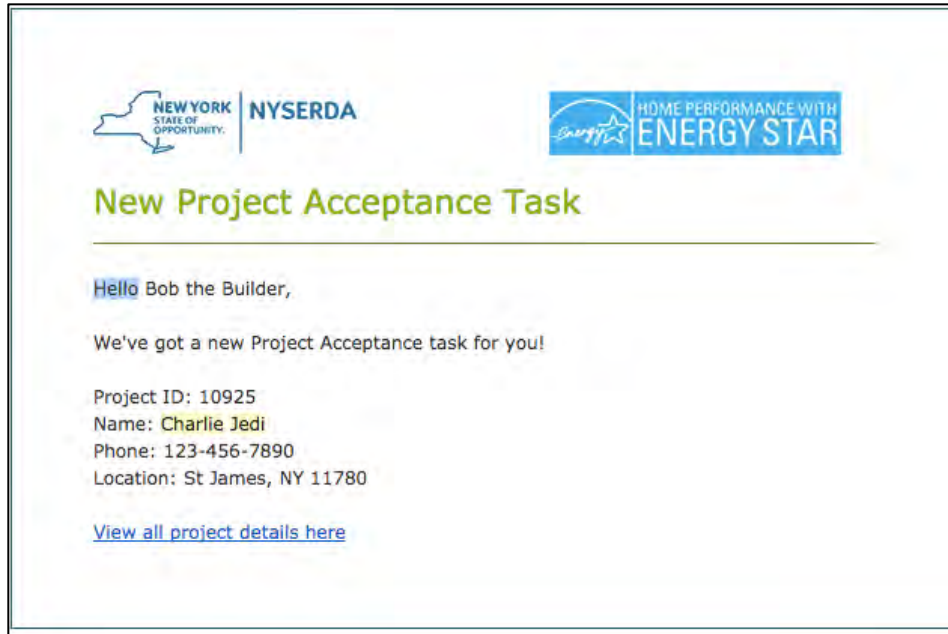 NEW YORK
STATE OF
OPPORTUNITY.
NYSERDA
energy
HOME PERFORMANCE WITH
ENERGY STAR
New Project Acceptance Task
Hello Bob the Builder,
We've got a new Project Acceptance task for you!
Project ID: 10925
Name: Charlie Jedi
Phone: 123-456-7890
Location: St James, NY 11780
View all project details here